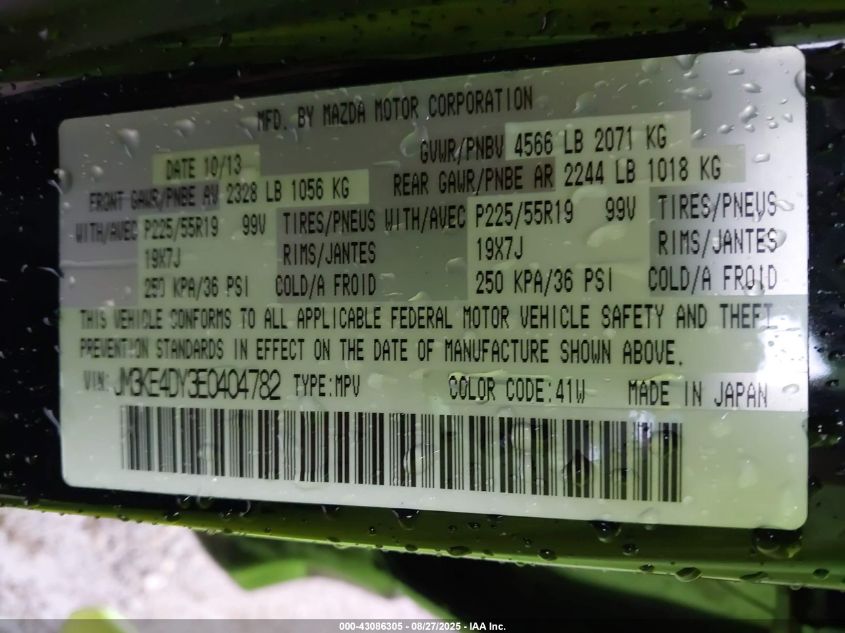 MFD. BY MAZDA MOTOR CORPORATION
DATE 10/13 GVWR/PNBV 4566 LB 2071 KG
FRONT GAWR/PNBE AV 2328 LB 1056 KG REAR GAWR/PNBE AR 2244 LB 1018 KG
WITH/AVEC P225/55R19 99V TIRES/PNEUS WITH/AVEC P225/55R19 99V TIRES/PNEUS
19X7J RIMS/JANTES 19X7J RIMS/JANTES
250 KPA/36 PSI COLD/A FROID 250 KPA/36 PSI COLD/A FROID
THIS VEHICLE CONFORMS TO ALL APPLICABLE FEDERAL MOTOR VEHICLE SAFETY AND THEFT
PREVENTION STANDARDS IN EFFECT ON THE DATE OF MANUFACTURE SHOWN ABOVE.
VIN: JM3KE4DY3E0404782 TYPE:MPV COLOR CODE:41W MADE IN JAPAN
000-43086305 - 08/27/2025 - IAA Inc.